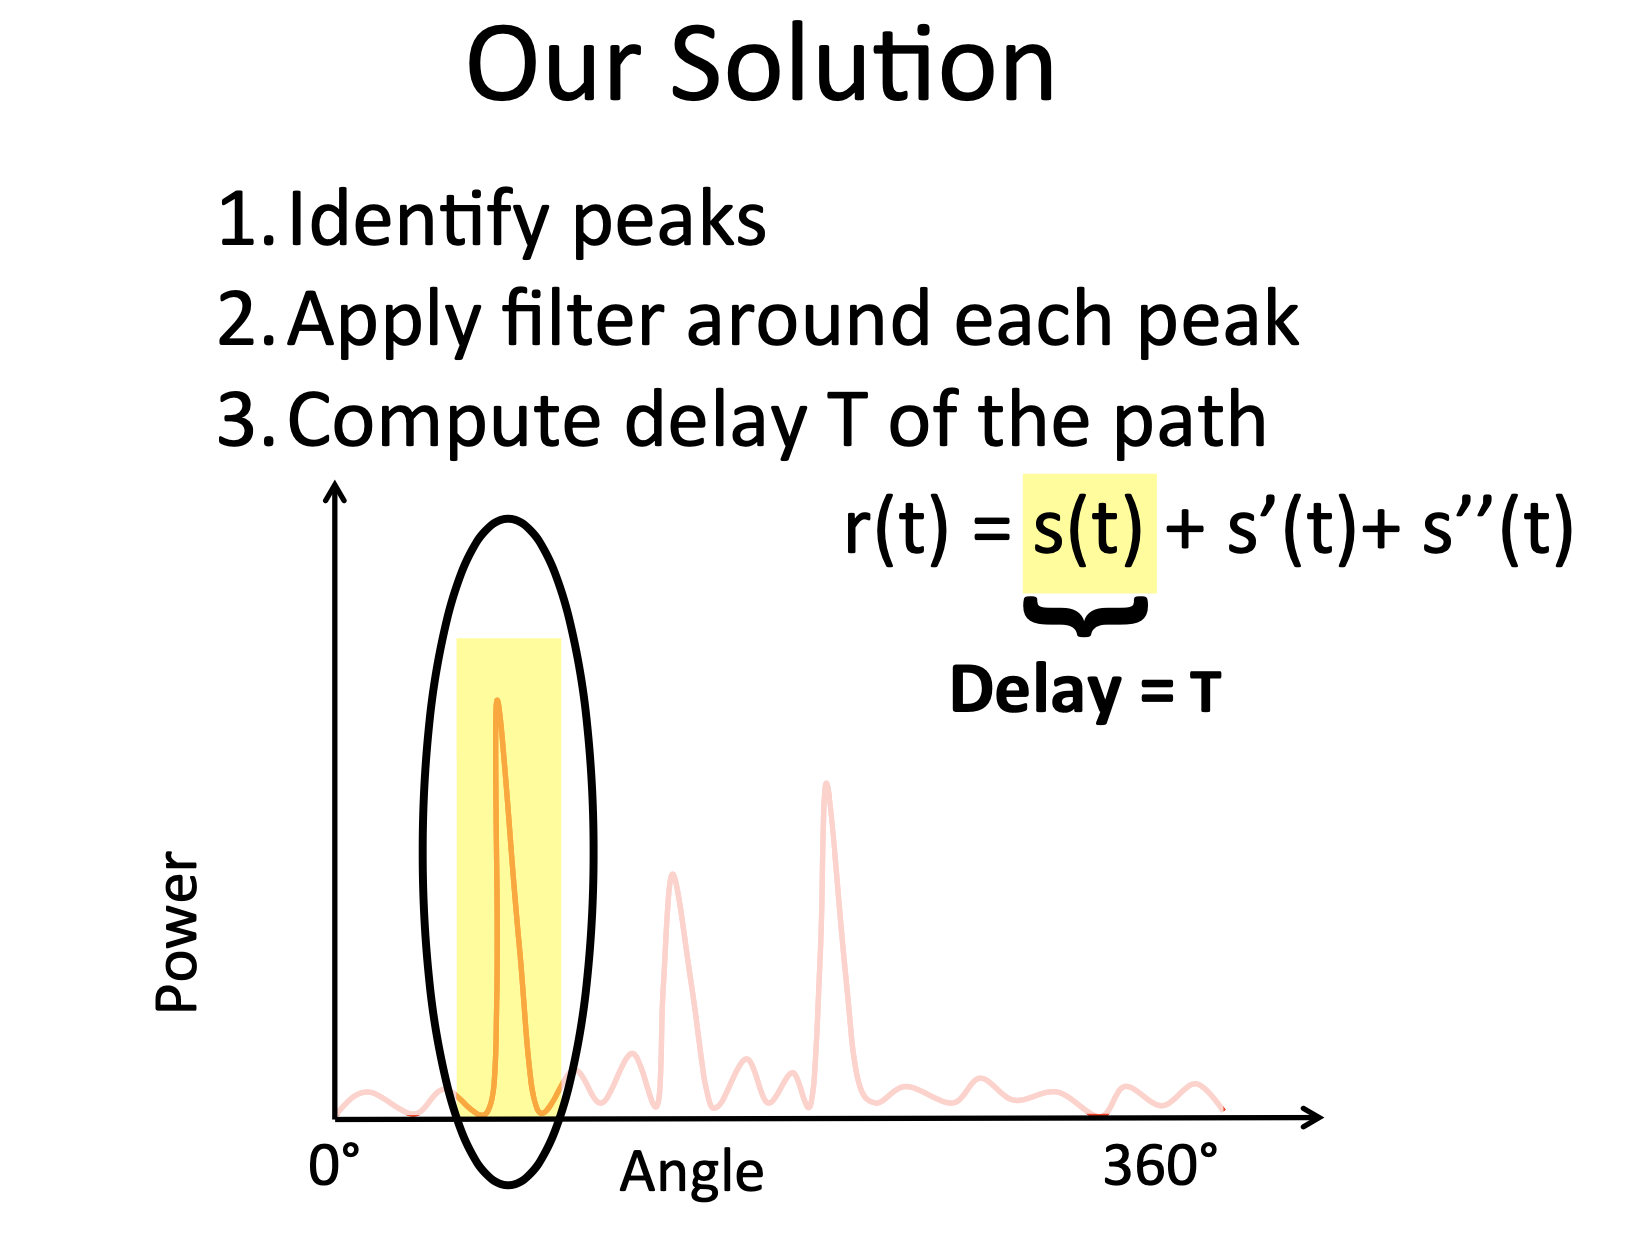 Our Solution
1. Identify peaks
2. Apply filter around each peak
3. Compute delay T of the path
r(t) = s(t) + s’(t)+ s’’(t)
Delay = T
Power
0°
Angle
360°